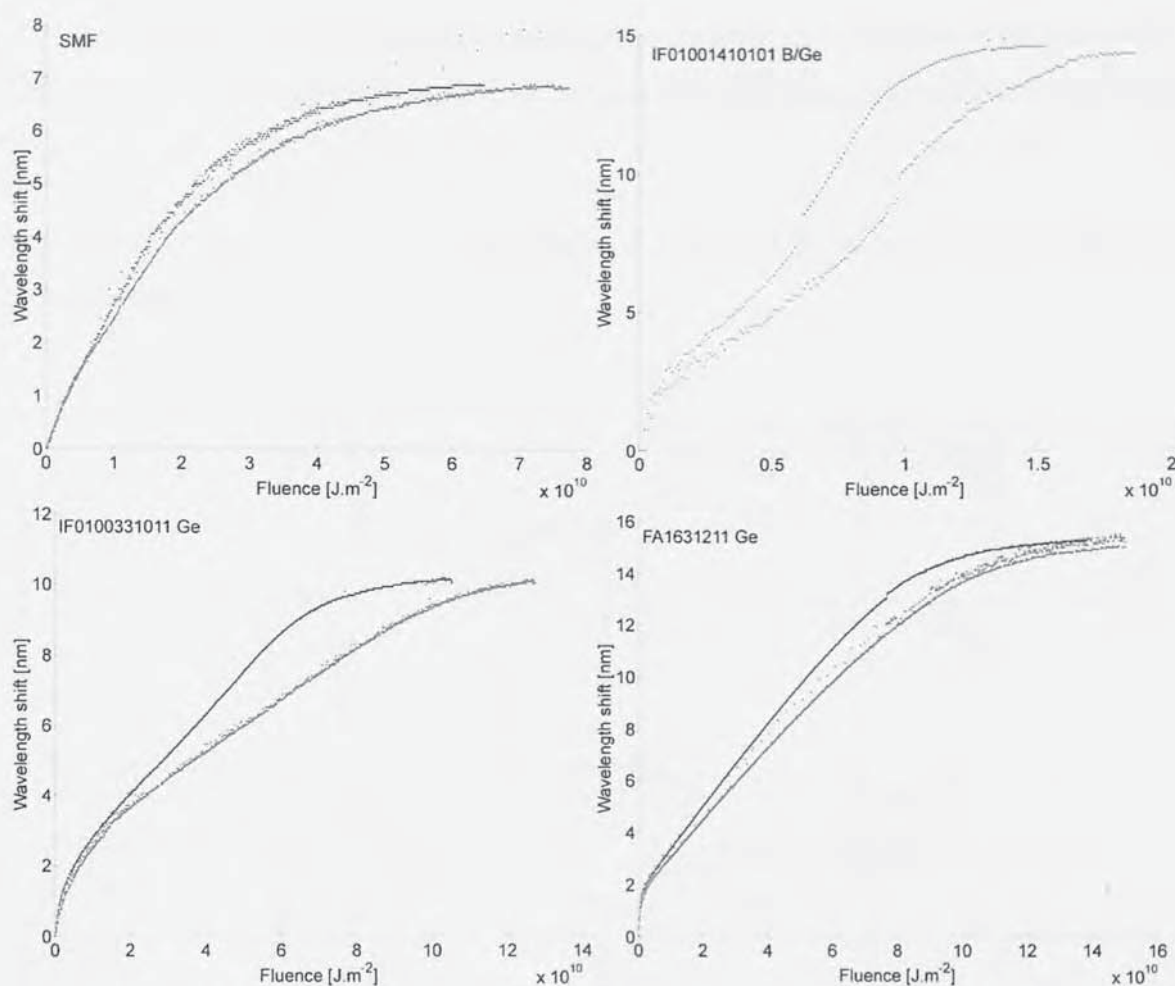 SMF
Wavelength shift [nm]
8
7
6
5
4
3
2
1
0
0 1 2 3 4 5 6 7 8
Fluence [J.m-2]
x 10^10
IF01001410101 B/Ge
Wavelength shift [nm]
15
10
5
0
0 0.5 1 1.5 2
Fluence [J.m-2]
x 10^10
IF0100331011 Ge
Wavelength shift [nm]
12
10
8
6
4
2
0
0 2 4 6 8 10 12 14
Fluence [J.m-2]
x 10^10
FA1631211 Ge
Wavelength shift [nm]
16
14
12
10
8
6
4
2
0
0 2 4 6 8 10 12 14 16
Fluence [J.m-2]
x 10^10